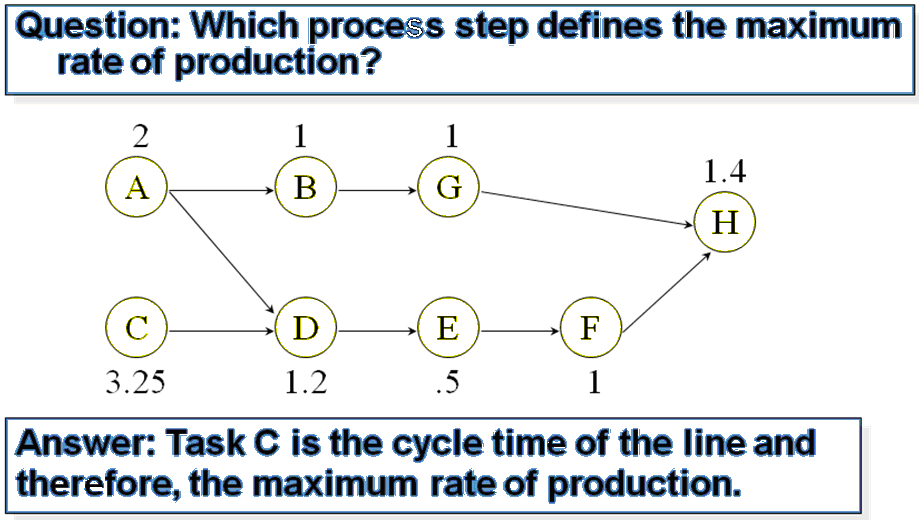 Question: Which process step defines the maximum
rate of production?
2 1 1
1.4
A B G
H
C D E F
3.25 1.2 .5 1
Answer: Task C is the cycle time of the line and
therefore, the maximum rate of production.